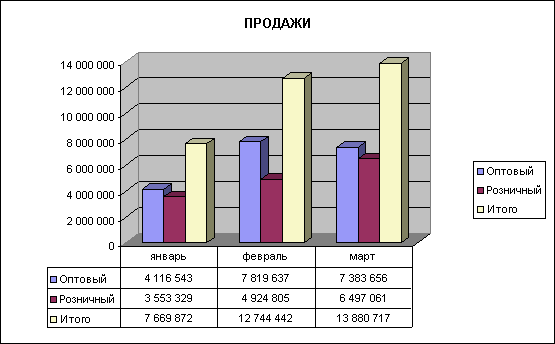 ПРОДАЖИ
14 000 000
12 000 000
10 000 000
8 000 000
6 000 000
4 000 000
2 000 000
0
Оптовый
Розничный
Итого
январь февраль март
Оптовый 4 116 543 7 819 637 7 383 656
Розничный 3 553 329 4 924 805 6 497 061
Итого 7 669 872 12 744 442 13 880 717